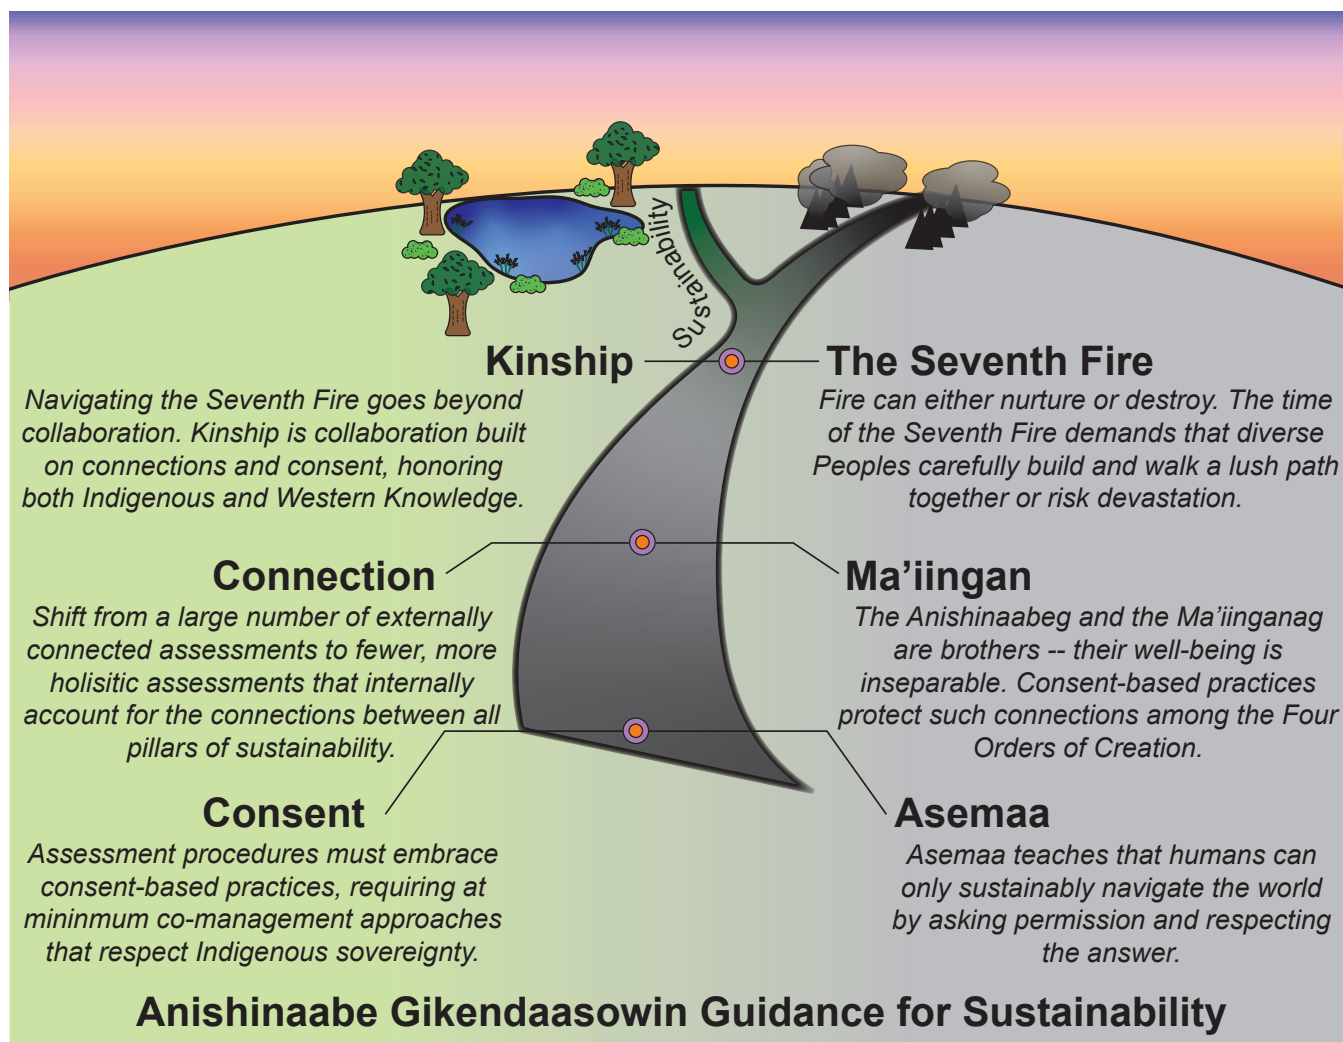 Sustainability
Kinship
Navigating the Seventh Fire goes beyond
collaboration. Kinship is collaboration built
on connections and consent, honoring
both Indigenous and Western Knowledge.
The Seventh Fire
Fire can either nurture or destroy. The time
of the Seventh Fire demands that diverse
Peoples carefully build and walk a lush path
together or risk devastation.
Connection
Shift from a large number of externally
connected assessments to fewer, more
holisitic assessments that internally
account for the connections between all
pillars of sustainability.
Ma’iingan
The Anishinaabeg and the Ma’iinganag
are brothers -- their well-being is
inseparable. Consent-based practices
protect such connections among the Four
Orders of Creation.
Consent
Assessment procedures must embrace
consent-based practices, requiring at
mininmum co-management approaches
that respect Indigenous sovereignty.
Asemaa
Asemaa teaches that humans can
only sustainably navigate the world
by asking permission and respecting
the answer.
Anishinaabe Gikendaasowin Guidance for Sustainability